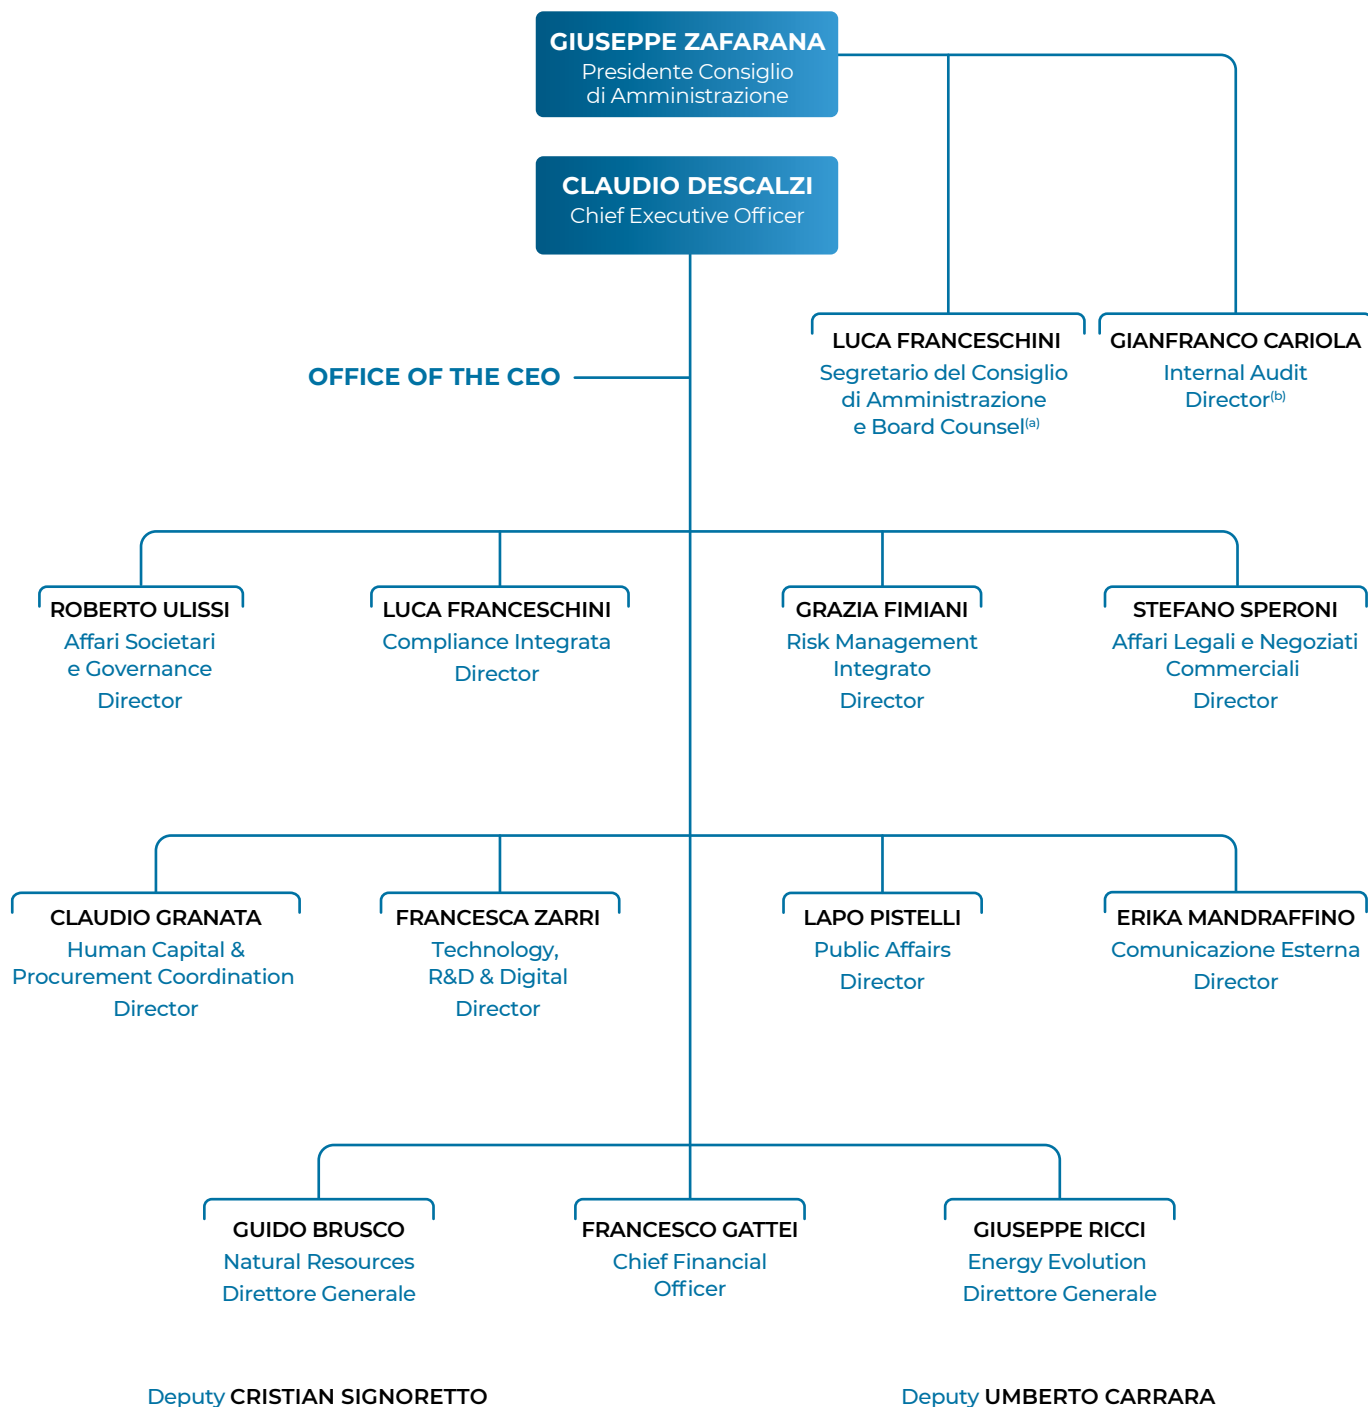 GIUSEPPE ZAFARANA
Presidente Consiglio
di Amministrazione
CLAUDIO DESCALZI
Chief Executive Officer
LUCA FRANCESCHINI
Segretario del Consiglio
di Amministrazione
e Board Counsel(a)
GIANFRANCO CARIOLA
Internal Audit
Director(b)
OFFICE OF THE CEO
ROBERTO ULISSI
Affari Societari
e Governance
Director
LUCA FRANCESCHINI
Compliance Integrata
Director
GRAZIA FIMIANI
Risk Management
Integrato
Director
STEFANO SPERONI
Affari Legali e Negoziati
Commerciali
Director
CLAUDIO GRANATA
Human Capital &
Procurement Coordination
Director
FRANCESCA ZARRI
Technology,
R&D & Digital
Director
LAPO PISTELLI
Public Affairs
Director
ERIKA MANDRAFFINO
Comunicazione Esterna
Director
GUIDO BRUSCO
Natural Resources
Direttore Generale
FRANCESCO GATTEI
Chief Financial
Officer
GIUSEPPE RICCI
Energy Evolution
Direttore Generale
Deputy CRISTIAN SIGNORETTO
Deputy UMBERTO CARRARA